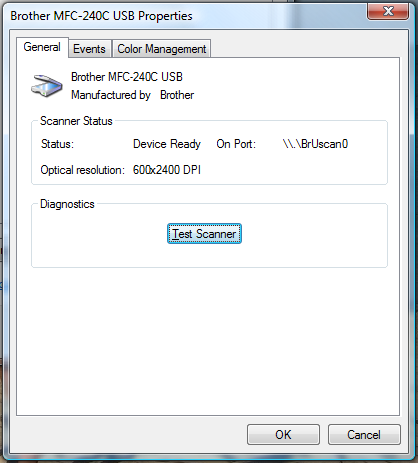 Brother MFC-240C USB Properties
General Events Color Management
Brother MFC-240C USB
Manufactured by Brother
Scanner Status
Status: Device Ready On Port: \\.\BrUscan0
Optical resolution: 600x2400 DPI
Diagnostics
Test Scanner
OK Cancel